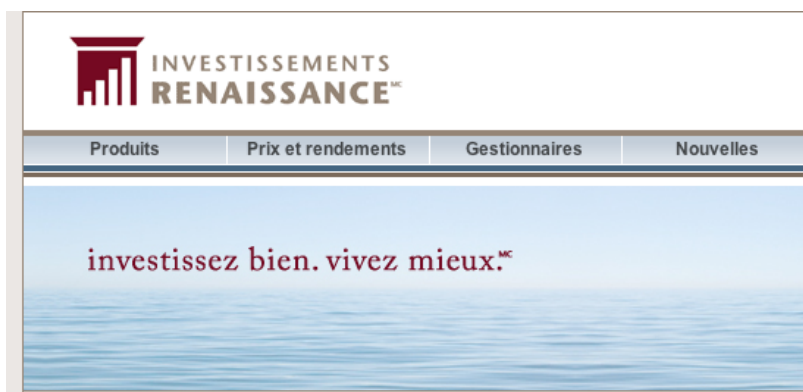 INVESTISSEMENTS
RENAISSANCE MC
Produits Prix et rendements Gestionnaires Nouvelles
investissez bien. vivez mieux. MC